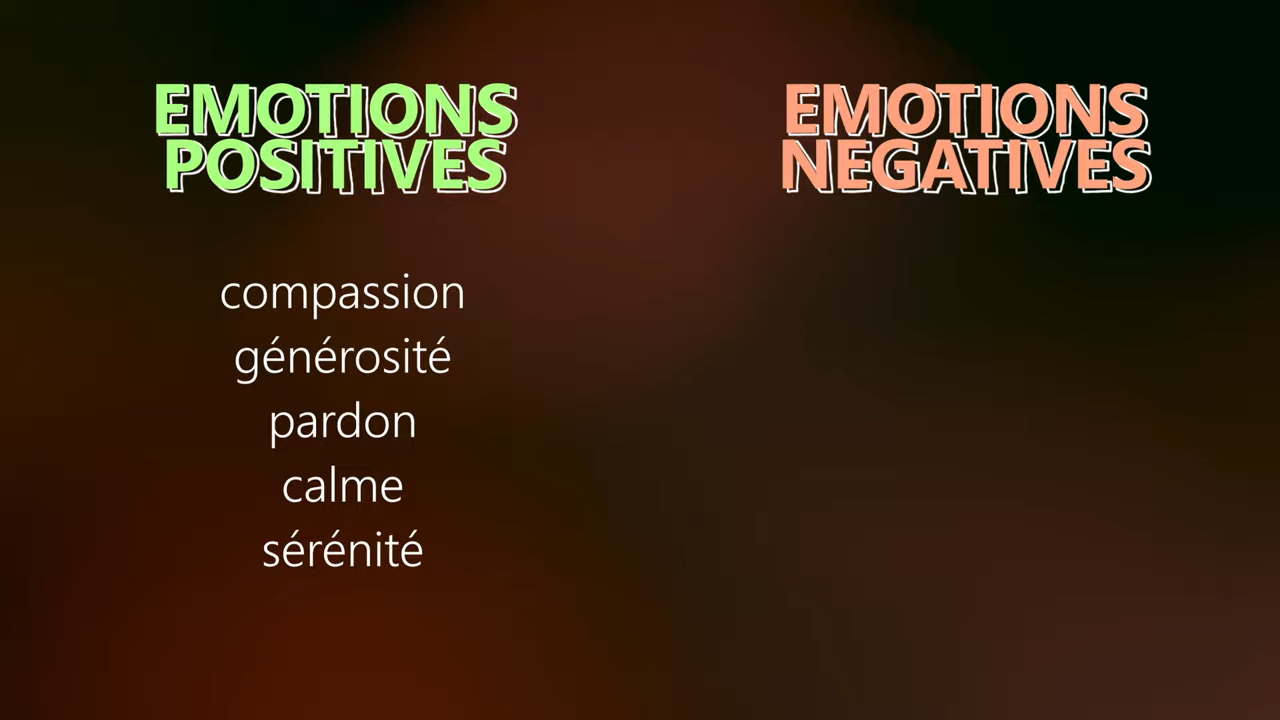 EMOTIONS
POSITIVES
compassion
générosité
pardon
calme
sérénité
EMOTIONS
NEGATIVES